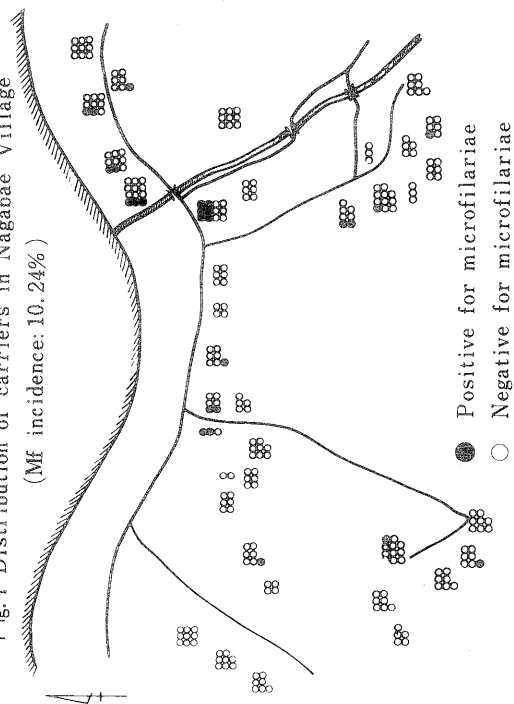 Fig. 1 Distribution of carriers in Nagabae Village
(Mf incidence: 10.24%)
Positive for microfilariae
Negative for microfilariae